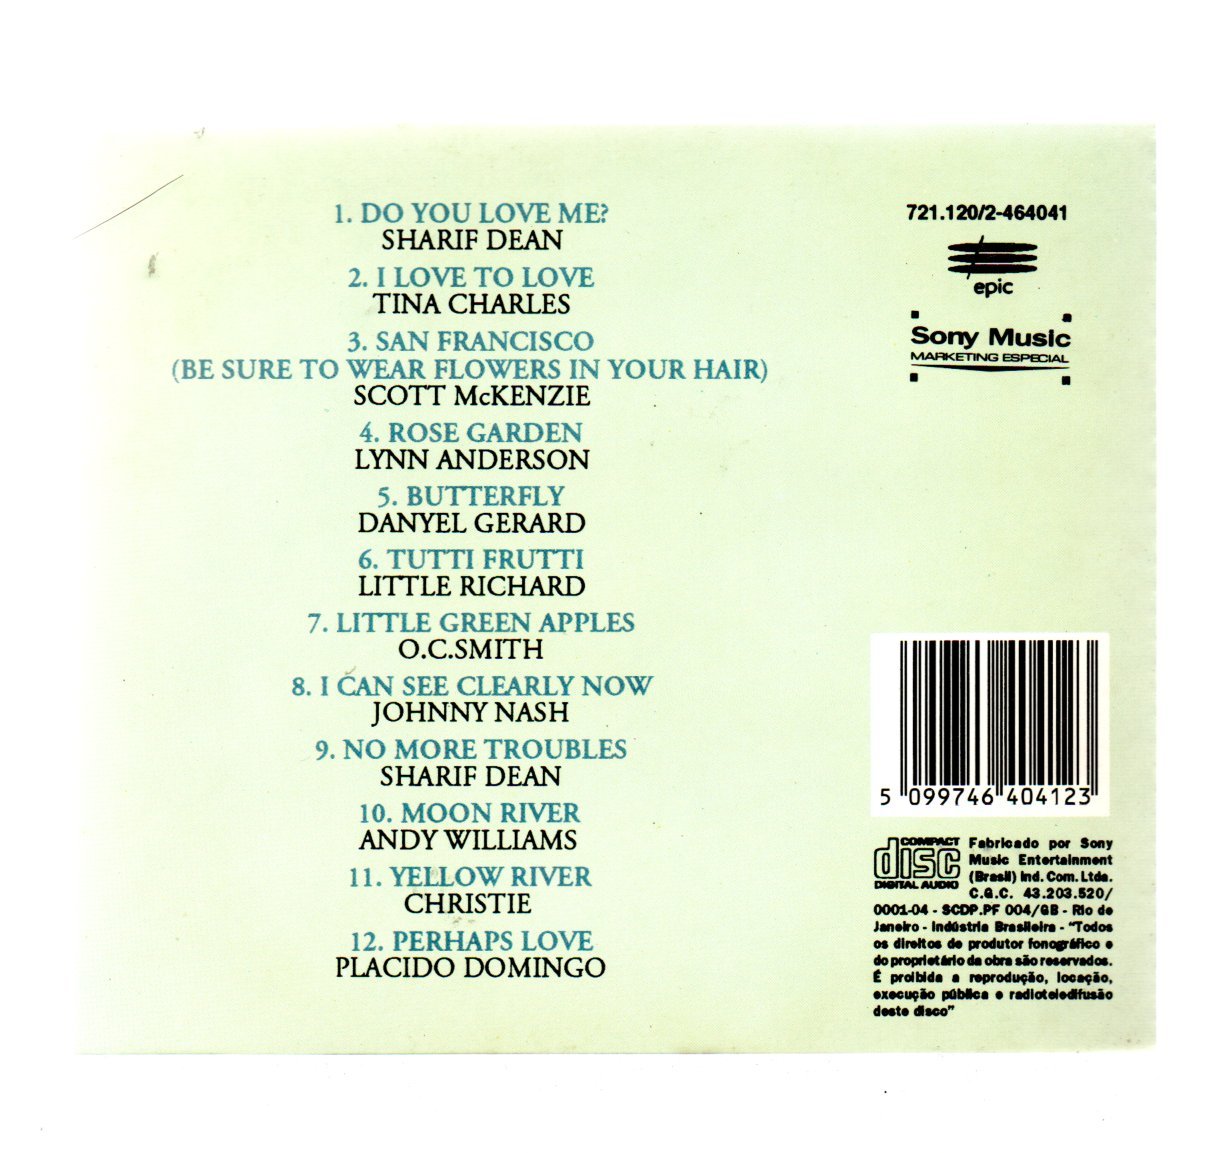 1. DO YOU LOVE ME?
SHARIF DEAN
2. I LOVE TO LOVE
TINA CHARLES
3. SAN FRANCISCO
(BE SURE TO WEAR FLOWERS IN YOUR HAIR)
SCOTT McKENZIE
4. ROSE GARDEN
LYNN ANDERSON
5. BUTTERFLY
DANYEL GERARD
6. TUTTI FRUTTI
LITTLE RICHARD
7. LITTLE GREEN APPLES
O.C.SMITH
8. I CAN SEE CLEARLY NOW
JOHNNY NASH
9. NO MORE TROUBLES
SHARIF DEAN
10. MOON RIVER
ANDY WILLIAMS
11. YELLOW RIVER
CHRISTIE
12. PERHAPS LOVE
PLACIDO DOMINGO
721.120/2-464041
epic
Sony Music
MARKETING ESPECIAL
5 099746 404123
COMPACT
disc
DIGITAL AUDIO
Fabricado por Sony
Music Entertainment
(Brasil) Ind. Com. Ltda.
C.G.C. 43.203.520/
0001-04 - SCDP.PF 004/GB - Rio de
Janeiro - Indústria Brasileira - "Todos
os direitos do produtor fonográfico e
do proprietário da obra são reservados.
É proibida a reprodução, locação,
execução pública e radioteledifusão
deste disco"